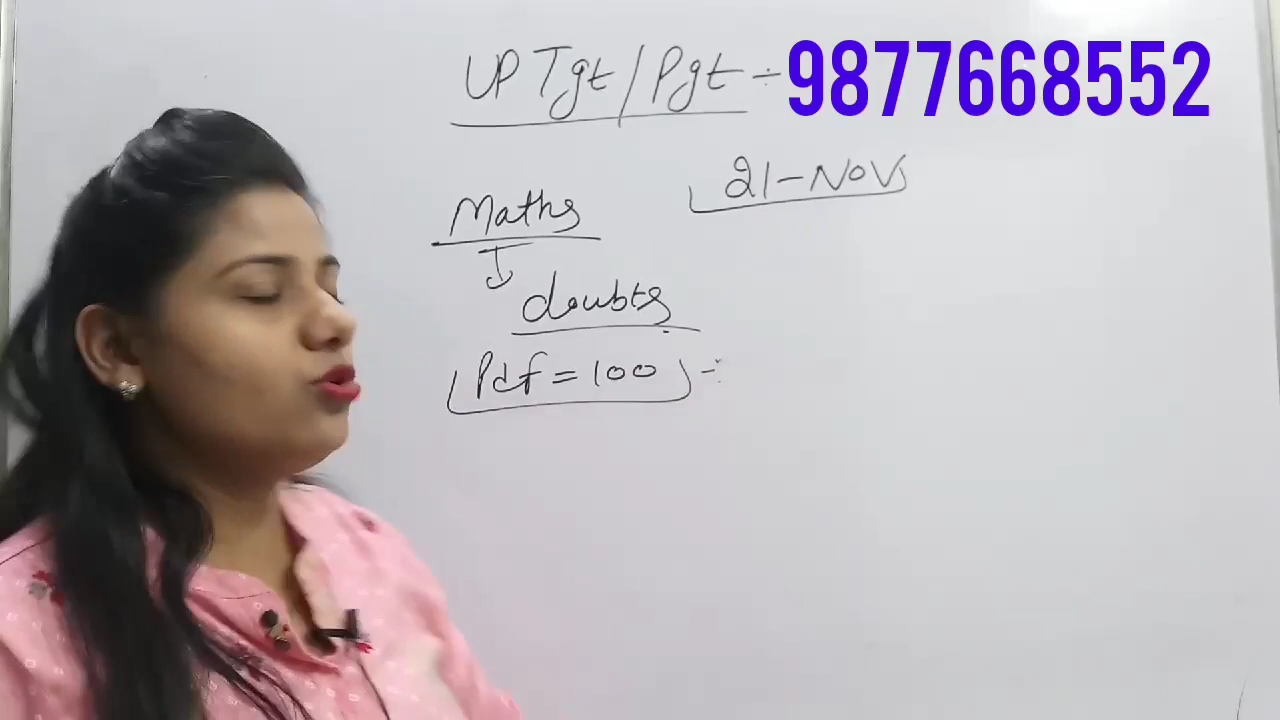 UP Tgt / Pgt ÷ 9877668552
21-Nov
Maths
doubts
Pdf = 100 ÷